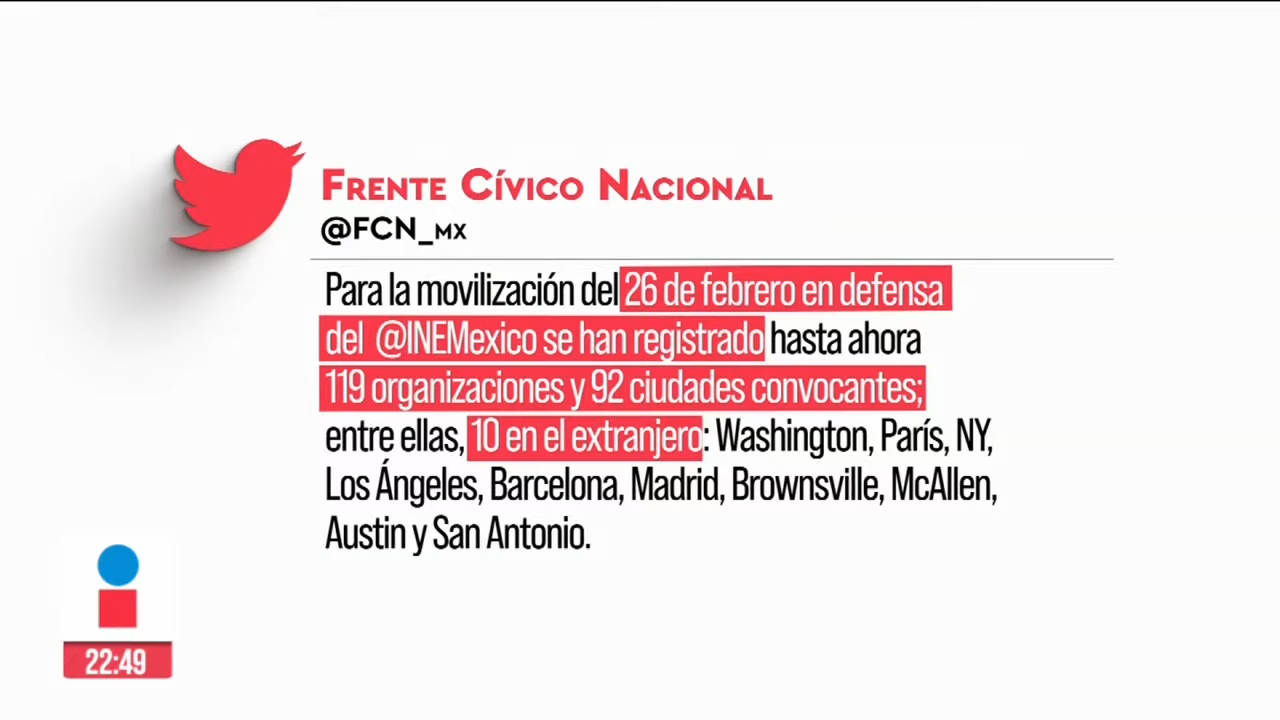 Frente Cívico Nacional
@FCN_mx
Para la movilización del 26 de febrero en defensa
del @INEMexico se han registrado hasta ahora
119 organizaciones y 92 ciudades convocantes;
entre ellas, 10 en el extranjero: Washington, París, NY,
Los Ángeles, Barcelona, Madrid, Brownsville, McAllen,
Austin y San Antonio.
22:49